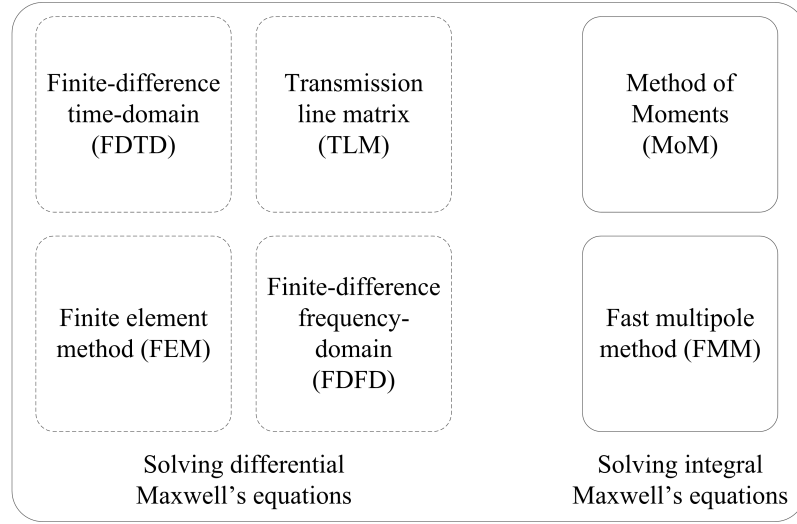 Finite-difference
time-domain
(FDTD)
Transmission
line matrix
(TLM)
Method of
Moments
(MoM)
Finite element
method (FEM)
Finite-difference
frequency-
domain
(FDFD)
Fast multipole
method (FMM)
Solving differential
Maxwell’s equations
Solving integral
Maxwell’s equations